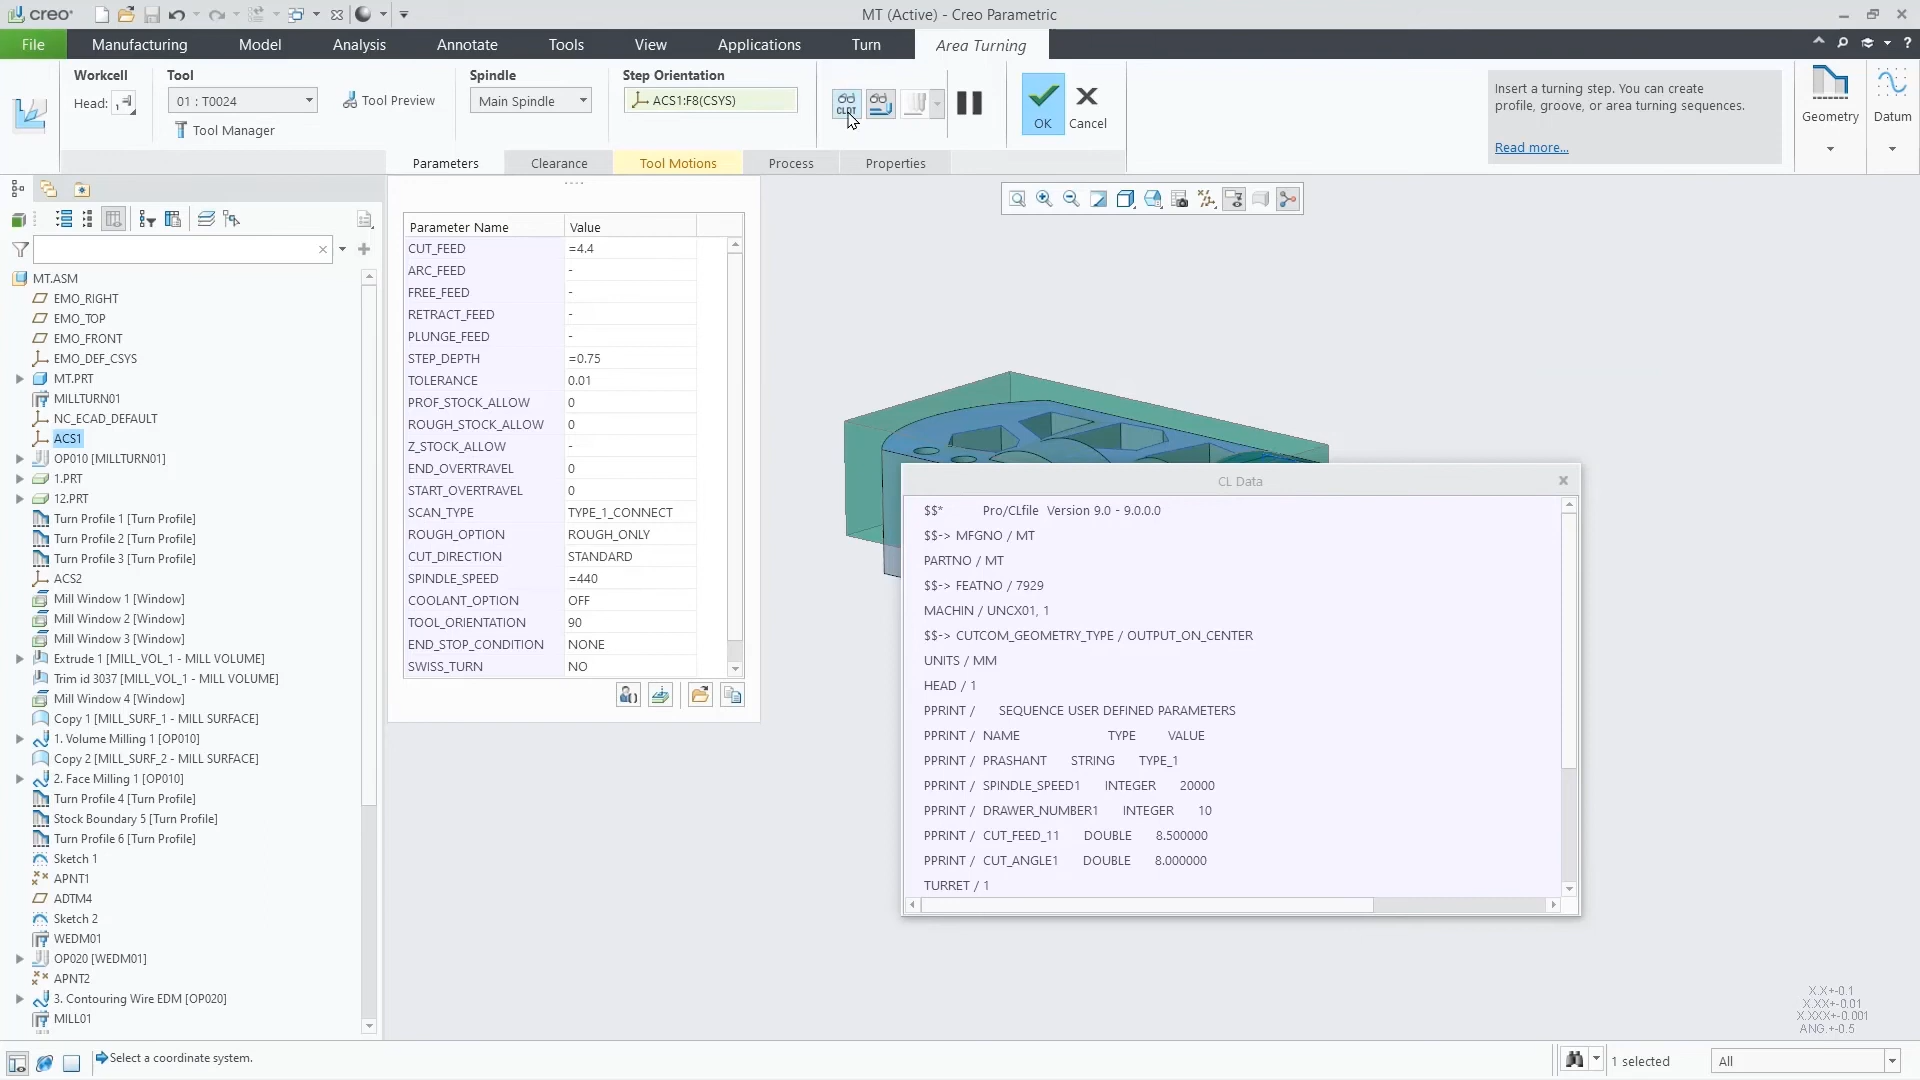 creo
MT (Active) - Creo Parametric
File
Manufacturing
Model
Analysis
Annotate
Tools
View
Applications
Turn
Area Turning
Workcell
Head:
Tool
01 : T0024
Tool Preview
Tool Manager
Spindle
Main Spindle
Step Orientation
ACS1:F8(CSYS)
OK
Cancel
Insert a turning step. You can create
profile, groove, or area turning sequences.
Read more...
Geometry
Datum
Parameters
Clearance
Tool Motions
Process
Properties
MT.ASM
EMO_RIGHT
EMO_TOP
EMO_FRONT
EMO_DEF_CSYS
MT.PRT
MILLTURN01
NC_ECAD_DEFAULT
ACS1
OP010 [MILLTURN01]
1.PRT
12.PRT
Turn Profile 1 [Turn Profile]
Turn Profile 2 [Turn Profile]
Turn Profile 3 [Turn Profile]
ACS2
Mill Window 1 [Window]
Mill Window 2 [Window]
Mill Window 3 [Window]
Extrude 1 [MILL_VOL_1 - MILL VOLUME]
Trim id 3037 [MILL_VOL_1 - MILL VOLUME]
Mill Window 4 [Window]
Copy 1 [MILL_SURF_1 - MILL SURFACE]
1. Volume Milling 1 [OP010]
Copy 2 [MILL_SURF_2 - MILL SURFACE]
2. Face Milling 1 [OP010]
Turn Profile 4 [Turn Profile]
Stock Boundary 5 [Turn Profile]
Turn Profile 6 [Turn Profile]
Sketch 1
APNT1
ADTM4
Sketch 2
WEDM01
OP020 [WEDM01]
APNT2
3. Contouring Wire EDM [OP020]
MILL01
Parameter Name Value
CUT_FEED =4.4
ARC_FEED -
FREE_FEED -
RETRACT_FEED -
PLUNGE_FEED -
STEP_DEPTH =0.75
TOLERANCE 0.01
PROF_STOCK_ALLOW 0
ROUGH_STOCK_ALLOW 0
Z_STOCK_ALLOW -
END_OVERTRAVEL 0
START_OVERTRAVEL 0
SCAN_TYPE TYPE_1_CONNECT
ROUGH_OPTION ROUGH_ONLY
CUT_DIRECTION STANDARD
SPINDLE_SPEED =440
COOLANT_OPTION OFF
TOOL_ORIENTATION 90
END_STOP_CONDITION NONE
SWISS_TURN NO
CL Data
$$* Pro/CLfile Version 9.0 - 9.0.0.0
$$-> MFGNO / MT
PARTNO / MT
$$-> FEATNO / 7929
MACHIN / UNCX01, 1
$$-> CUTCOM_GEOMETRY_TYPE / OUTPUT_ON_CENTER
UNITS / MM
HEAD / 1
PPRINT / SEQUENCE USER DEFINED PARAMETERS
PPRINT / NAME TYPE VALUE
PPRINT / PRASHANT STRING TYPE_1
PPRINT / SPINDLE_SPEED1 INTEGER 20000
PPRINT / DRAWER_NUMBER1 INTEGER 10
PPRINT / CUT_FEED_11 DOUBLE 8.500000
PPRINT / CUT_ANGLE1 DOUBLE 8.000000
TURRET / 1
X.X+-0.1
X.XX+-0.01
X.XXX+-0.001
ANG.+-0.5
Select a coordinate system.
1 selected
All